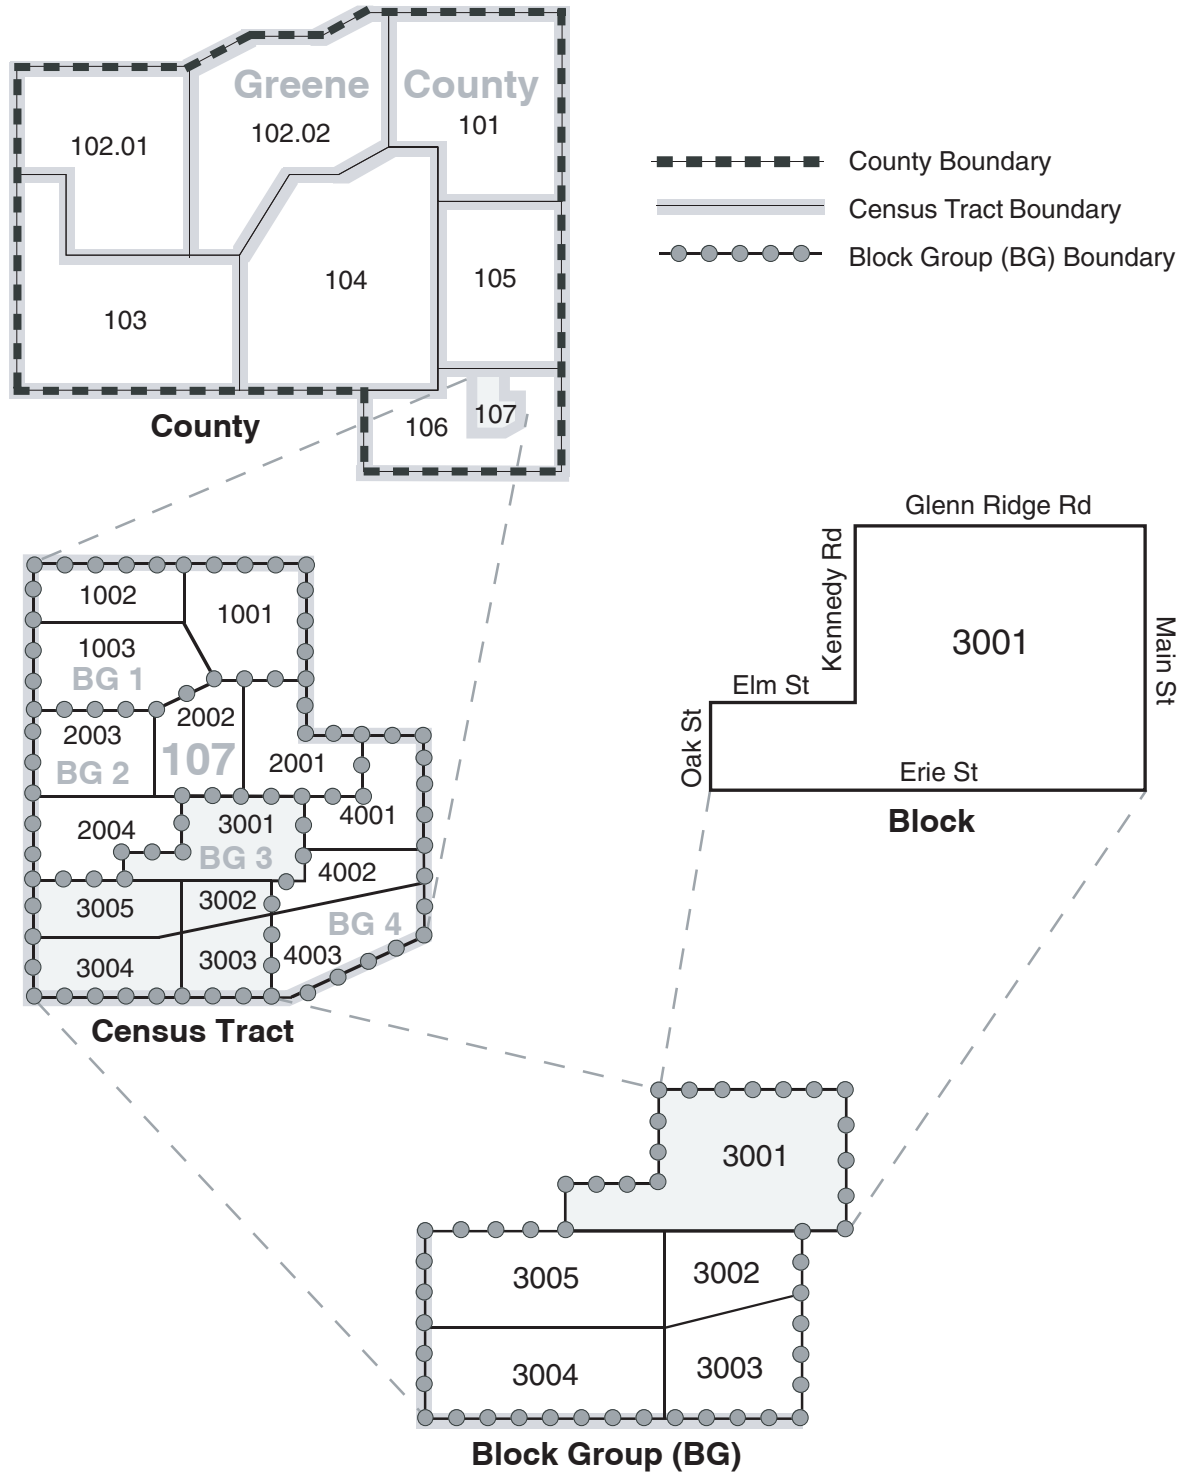 Greene County
102.01
102.02
101
104
105
103
106
107
County
County Boundary
Census Tract Boundary
Block Group (BG) Boundary
1002
1001
1003
BG 1
2002
2003
BG 2
107
2001
2004
3001
4001
BG 3
4002
3005
3002
BG 4
3004
3003
4003
Census Tract
Glenn Ridge Rd
Kennedy Rd
3001
Main St
Elm St
Oak St
Erie St
Block
3001
3005
3002
3004
3003
Block Group (BG)